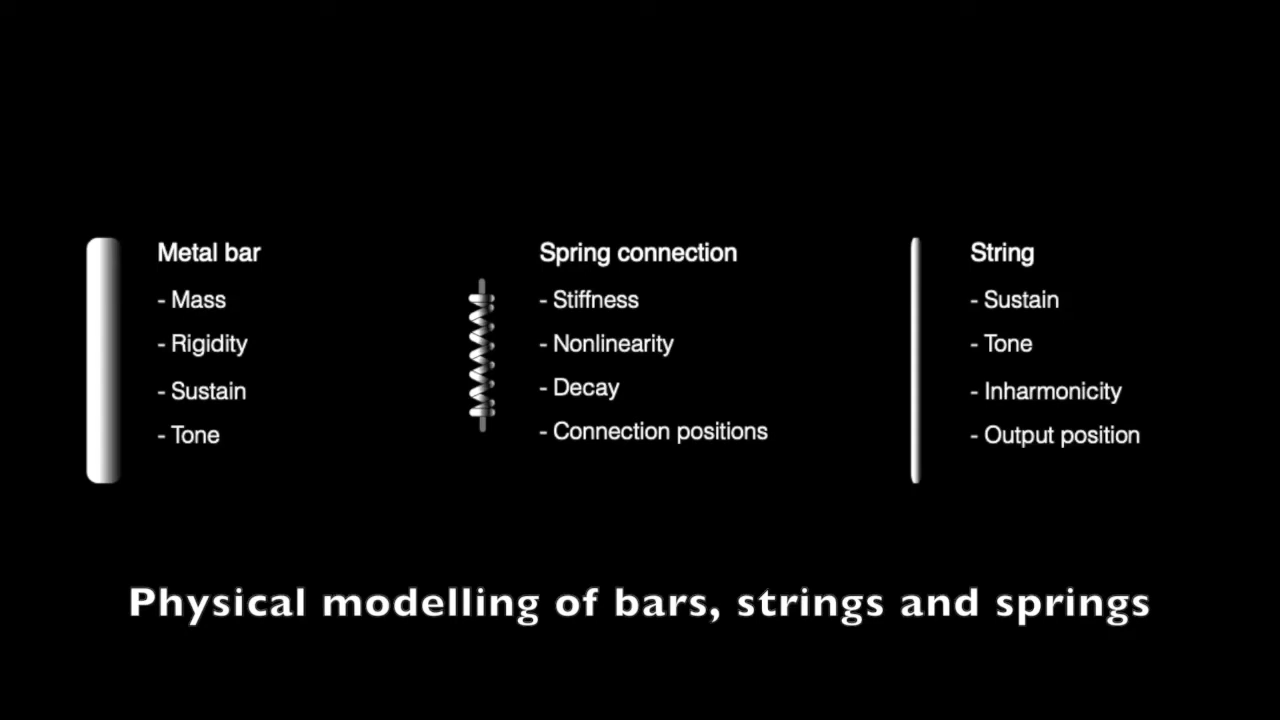 Metal bar
- Mass
- Rigidity
- Sustain
- Tone
Spring connection
- Stiffness
- Nonlinearity
- Decay
- Connection positions
String
- Sustain
- Tone
- Inharmonicity
- Output position
Physical modelling of bars, strings and springs